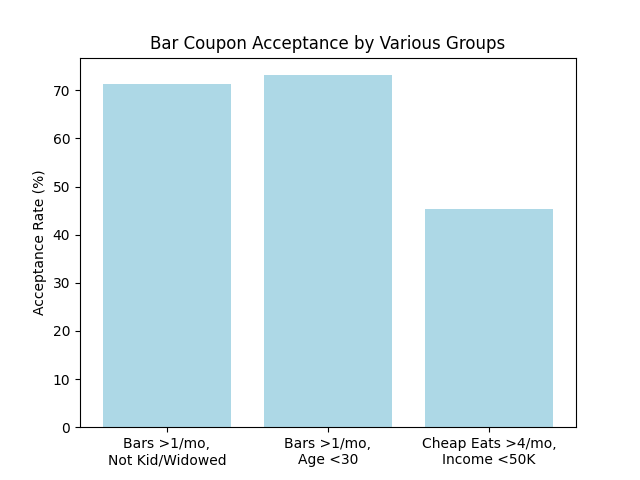 Bar Coupon Acceptance by Various Groups
Acceptance Rate (%)
70
60
50
40
30
20
10
0
Bars >1/mo,
Not Kid/Widowed
Bars >1/mo,
Age <30
Cheap Eats >4/mo,
Income <50K